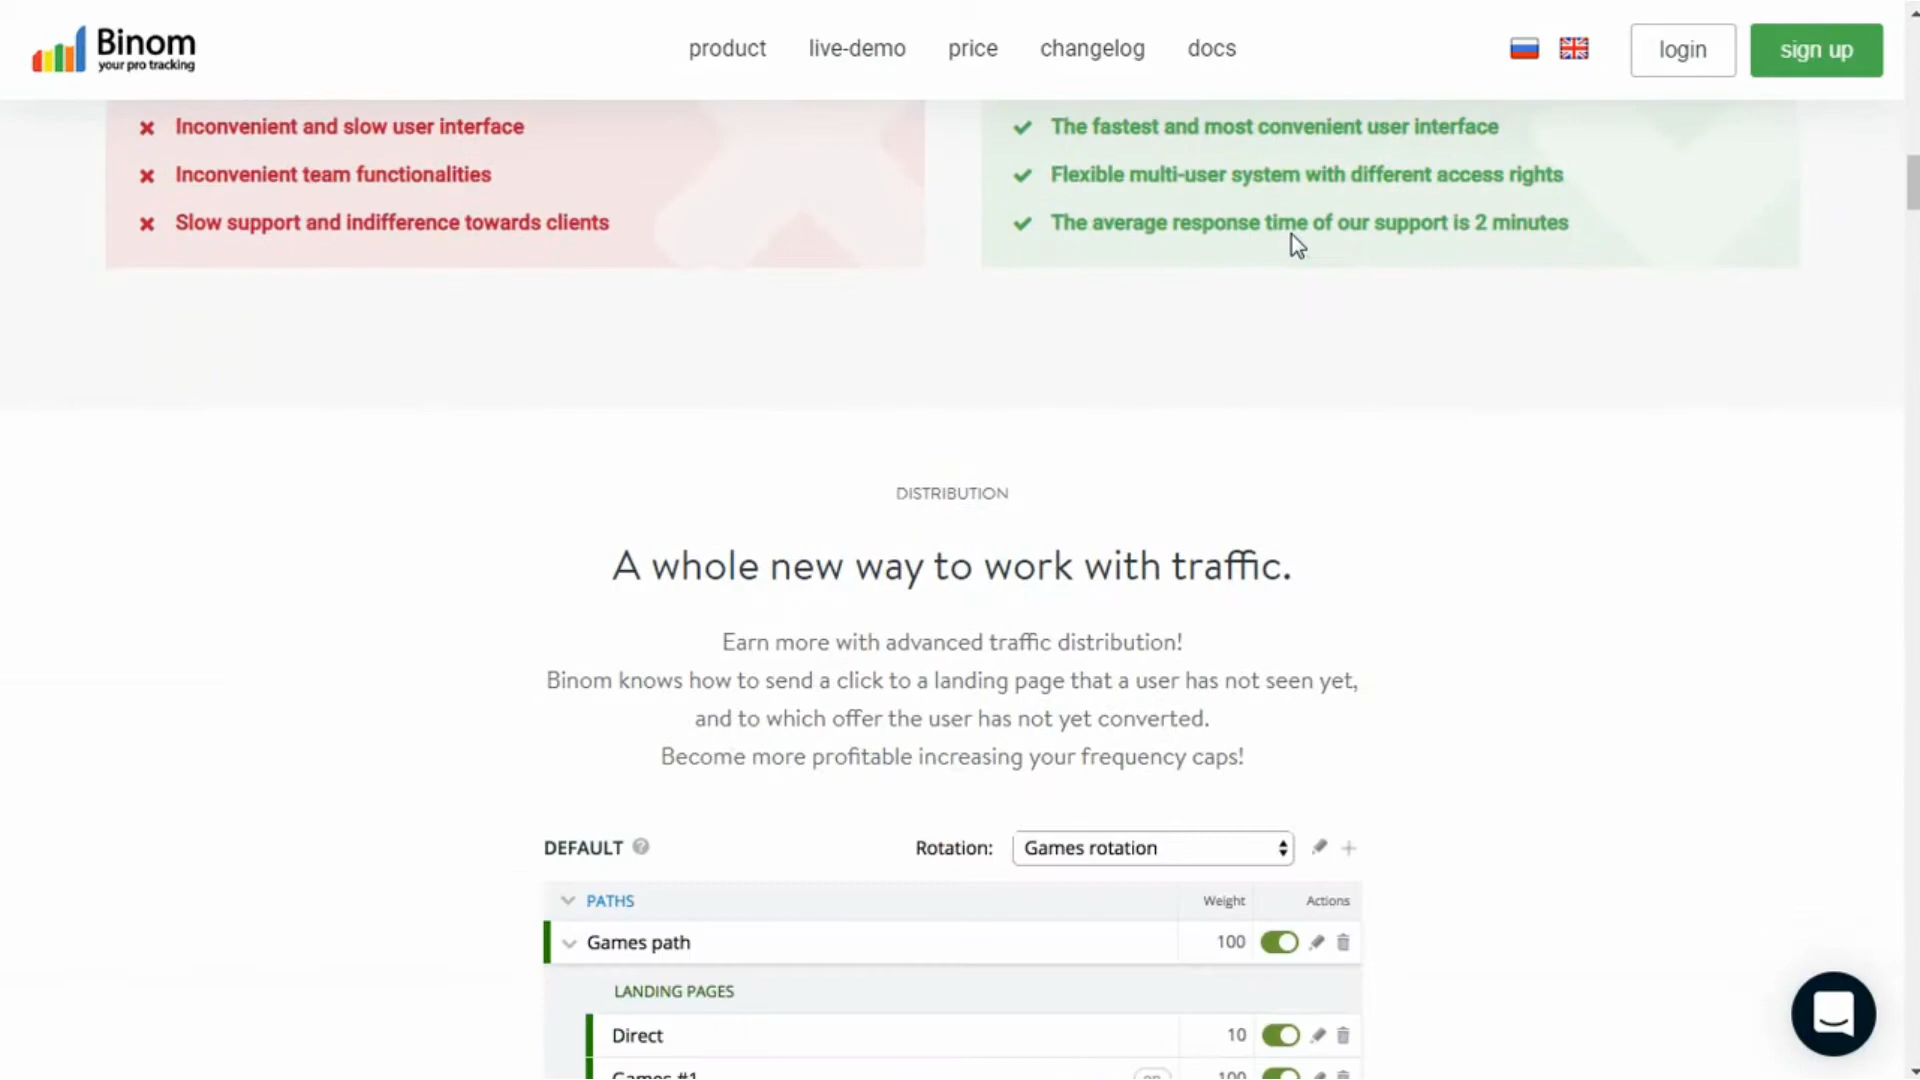 Binom
your pro tracking
product
live-demo
price
changelog
docs
login
sign up
Inconvenient and slow user interface
Inconvenient team functionalities
Slow support and indifference towards clients
The fastest and most convenient user interface
Flexible multi-user system with different access rights
The average response time of our support is 2 minutes
DISTRIBUTION
A whole new way to work with traffic.
Earn more with advanced traffic distribution!
Binom knows how to send a click to a landing page that a user has not seen yet,
and to which offer the user has not yet converted.
Become more profitable increasing your frequency caps!
DEFAULT ?
Rotation: Games rotation
PATHS Weight Actions
Games path 100
LANDING PAGES
Direct 10
Games #1 100